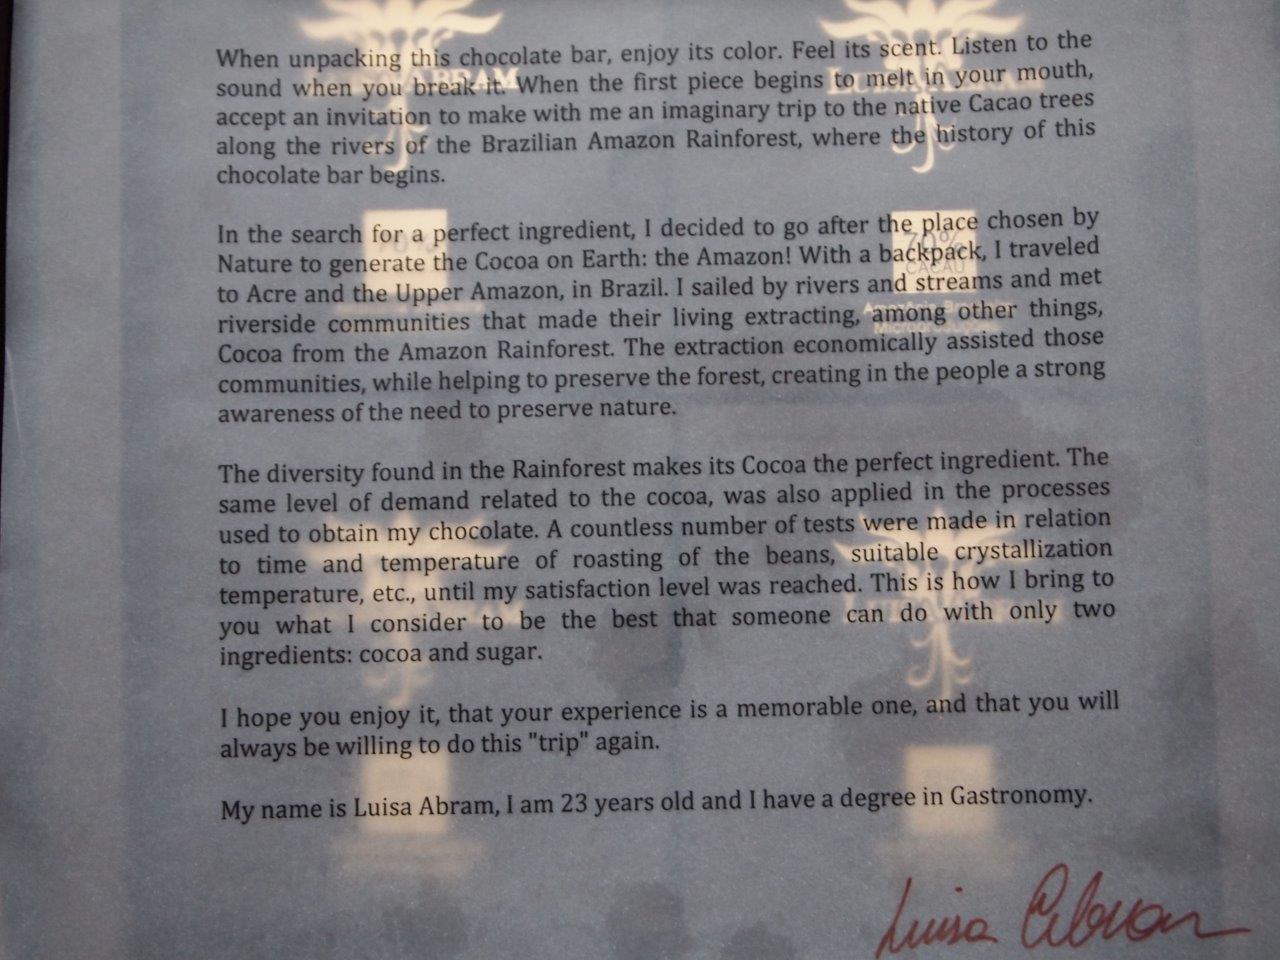 When unpacking this chocolate bar, enjoy its color. Feel its scent. Listen to the
sound when you break it. When the first piece begins to melt in your mouth,
accept an invitation to make with me an imaginary trip to the native Cacao trees
along the rivers of the Brazilian Amazon Rainforest, where the history of this
chocolate bar begins.
In the search for a perfect ingredient, I decided to go after the place chosen by
Nature to generate the Cocoa on Earth: the Amazon! With a backpack, I traveled
to Acre and the Upper Amazon, in Brazil. I sailed by rivers and streams and met
riverside communities that made their living extracting, among other things,
Cocoa from the Amazon Rainforest. The extraction economically assisted those
communities, while helping to preserve the forest, creating in the people a strong
awareness of the need to preserve nature.
The diversity found in the Rainforest makes its Cocoa the perfect ingredient. The
same level of demand related to the cocoa, was also applied in the processes
used to obtain my chocolate. A countless number of tests were made in relation
to time and temperature of roasting of the beans, suitable crystallization
temperature, etc., until my satisfaction level was reached. This is how I bring to
you what I consider to be the best that someone can do with only two
ingredients: cocoa and sugar.
I hope you enjoy it, that your experience is a memorable one, and that you will
always be willing to do this "trip" again.
My name is Luisa Abram, I am 23 years old and I have a degree in Gastronomy.
Luisa Abram
70%
CACAU